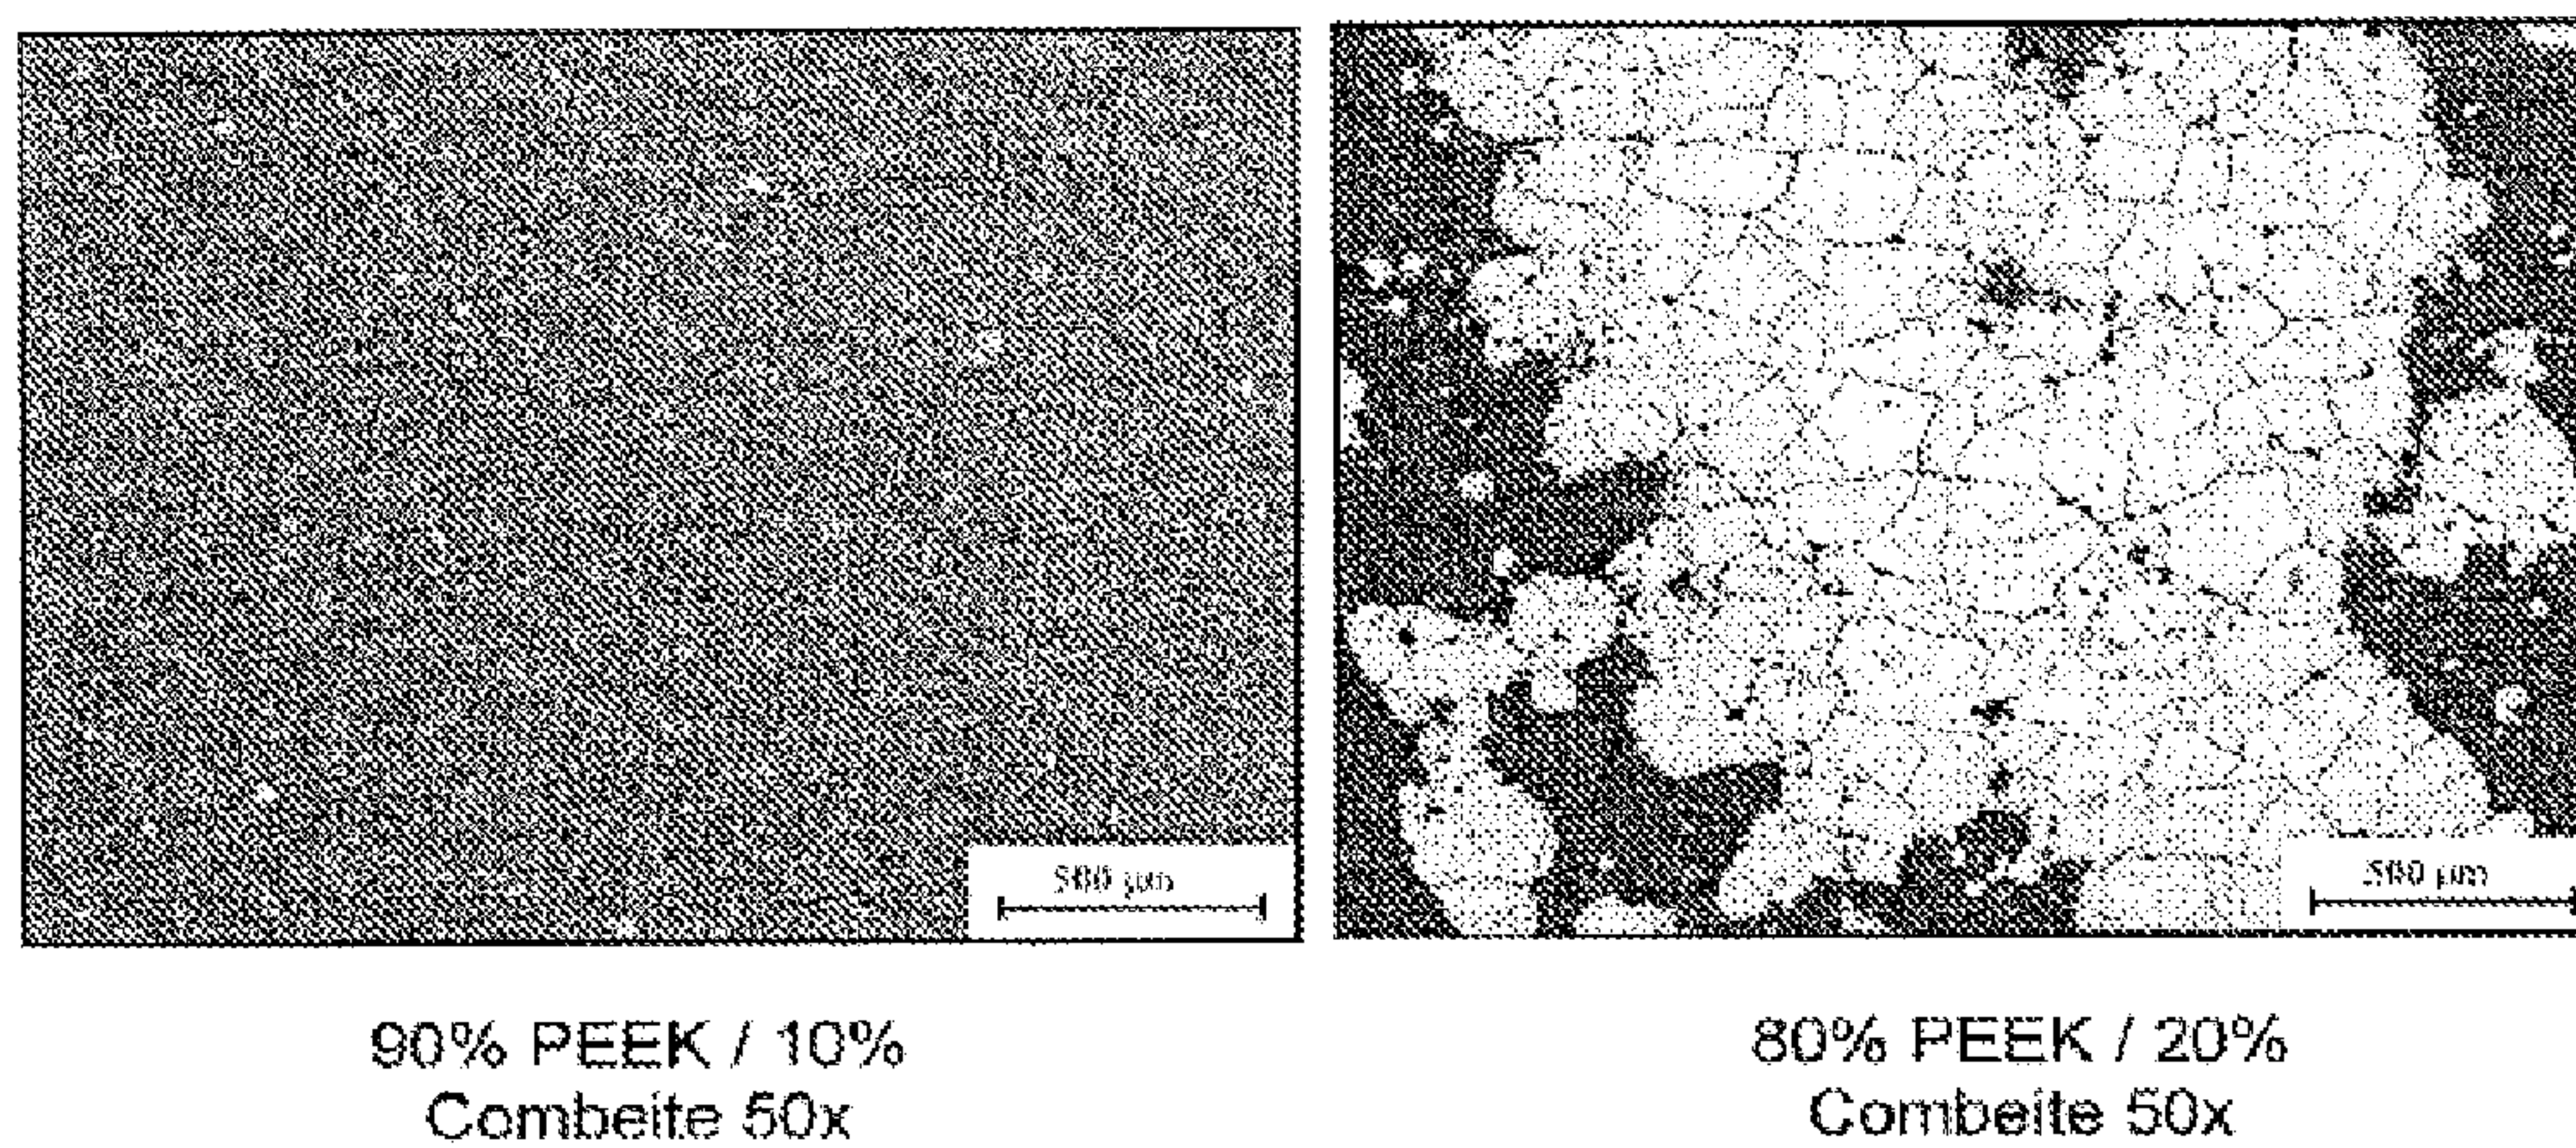 500 µm
500 µm
90% PEEK / 10%
Combeite 50x
80% PEEK / 20%
Combeite 50x